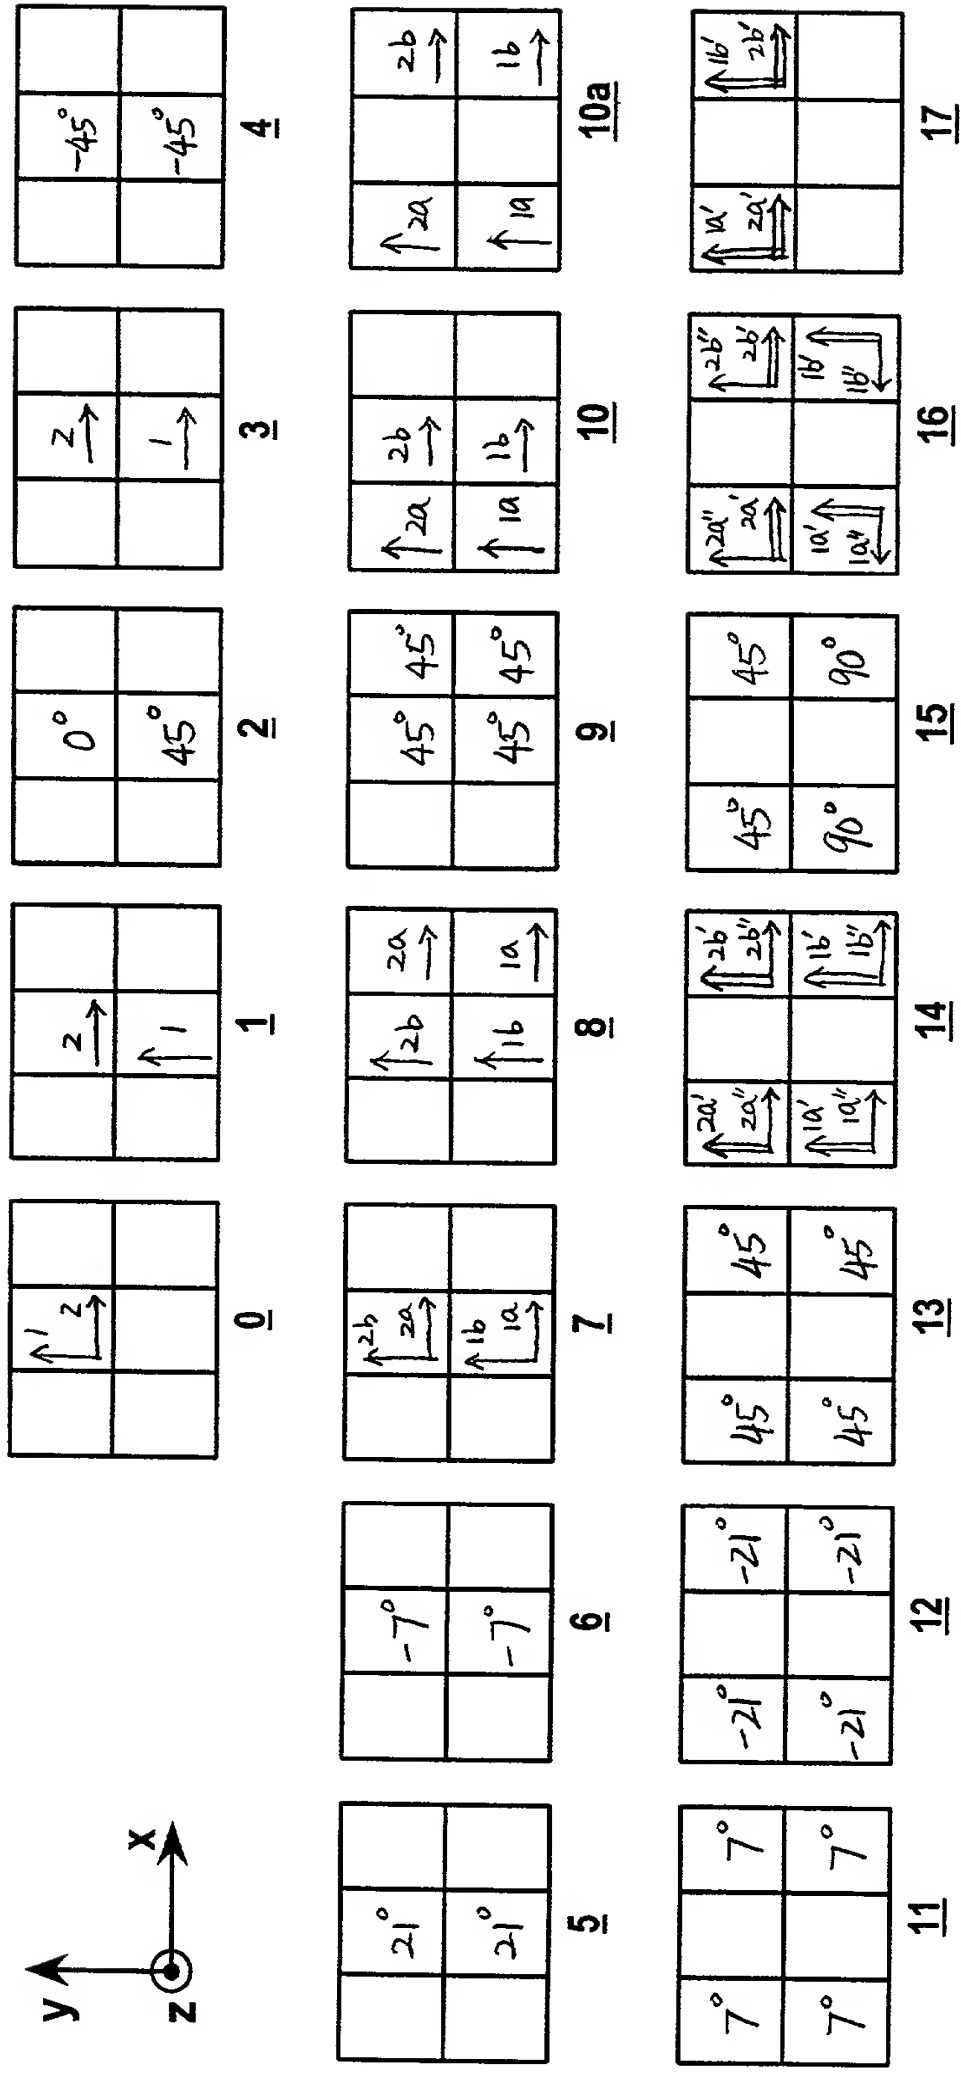 y
x
z
1
2
0
2
1
1
0°
45°
2
2
1
3
-45°
-45°
4
21°
21°
5
-7°
-7°
6
2b
2a
1b
1a
7
2b 2a
1b 1a
8
45° 45°
45° 45°
9
2a 2b
1a 1b
10
2a 2b
1a 1b
10a
7° 7°
7° 7°
11
-21° -21°
-21° -21°
12
45° 45°
45° 45°
13
2a' 2b'
2a" 2b"
1a' 1b'
1a" 1b"
14
45° 45°
90° 90°
15
2a" 2b"
2a' 2b'
1a' 1b'
1a" 1b"
16
1a' 1b'
2a' 2b'
17